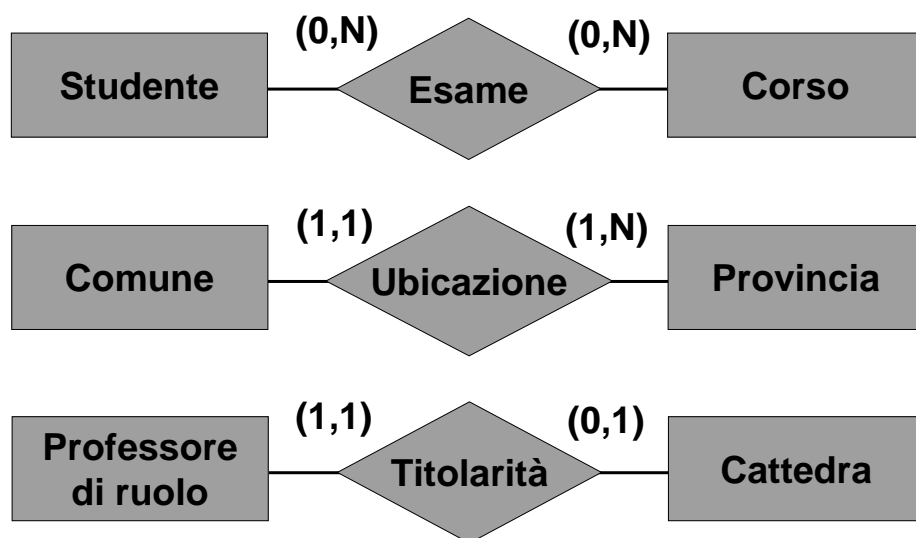 (0,N) (0,N)
Studente Esame Corso
(1,1) (1,N)
Comune Ubicazione Provincia
(1,1) (0,1)
Professore
di ruolo Titolarità Cattedra